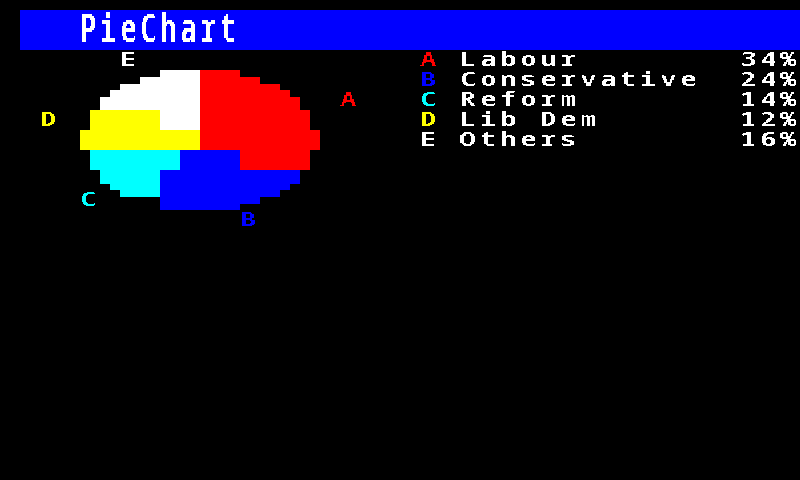 PieChart
E
A Labour 34%
B Conservative 24%
A
C Reform 14%
D
D Lib Dem 12%
E Others 16%
C
B